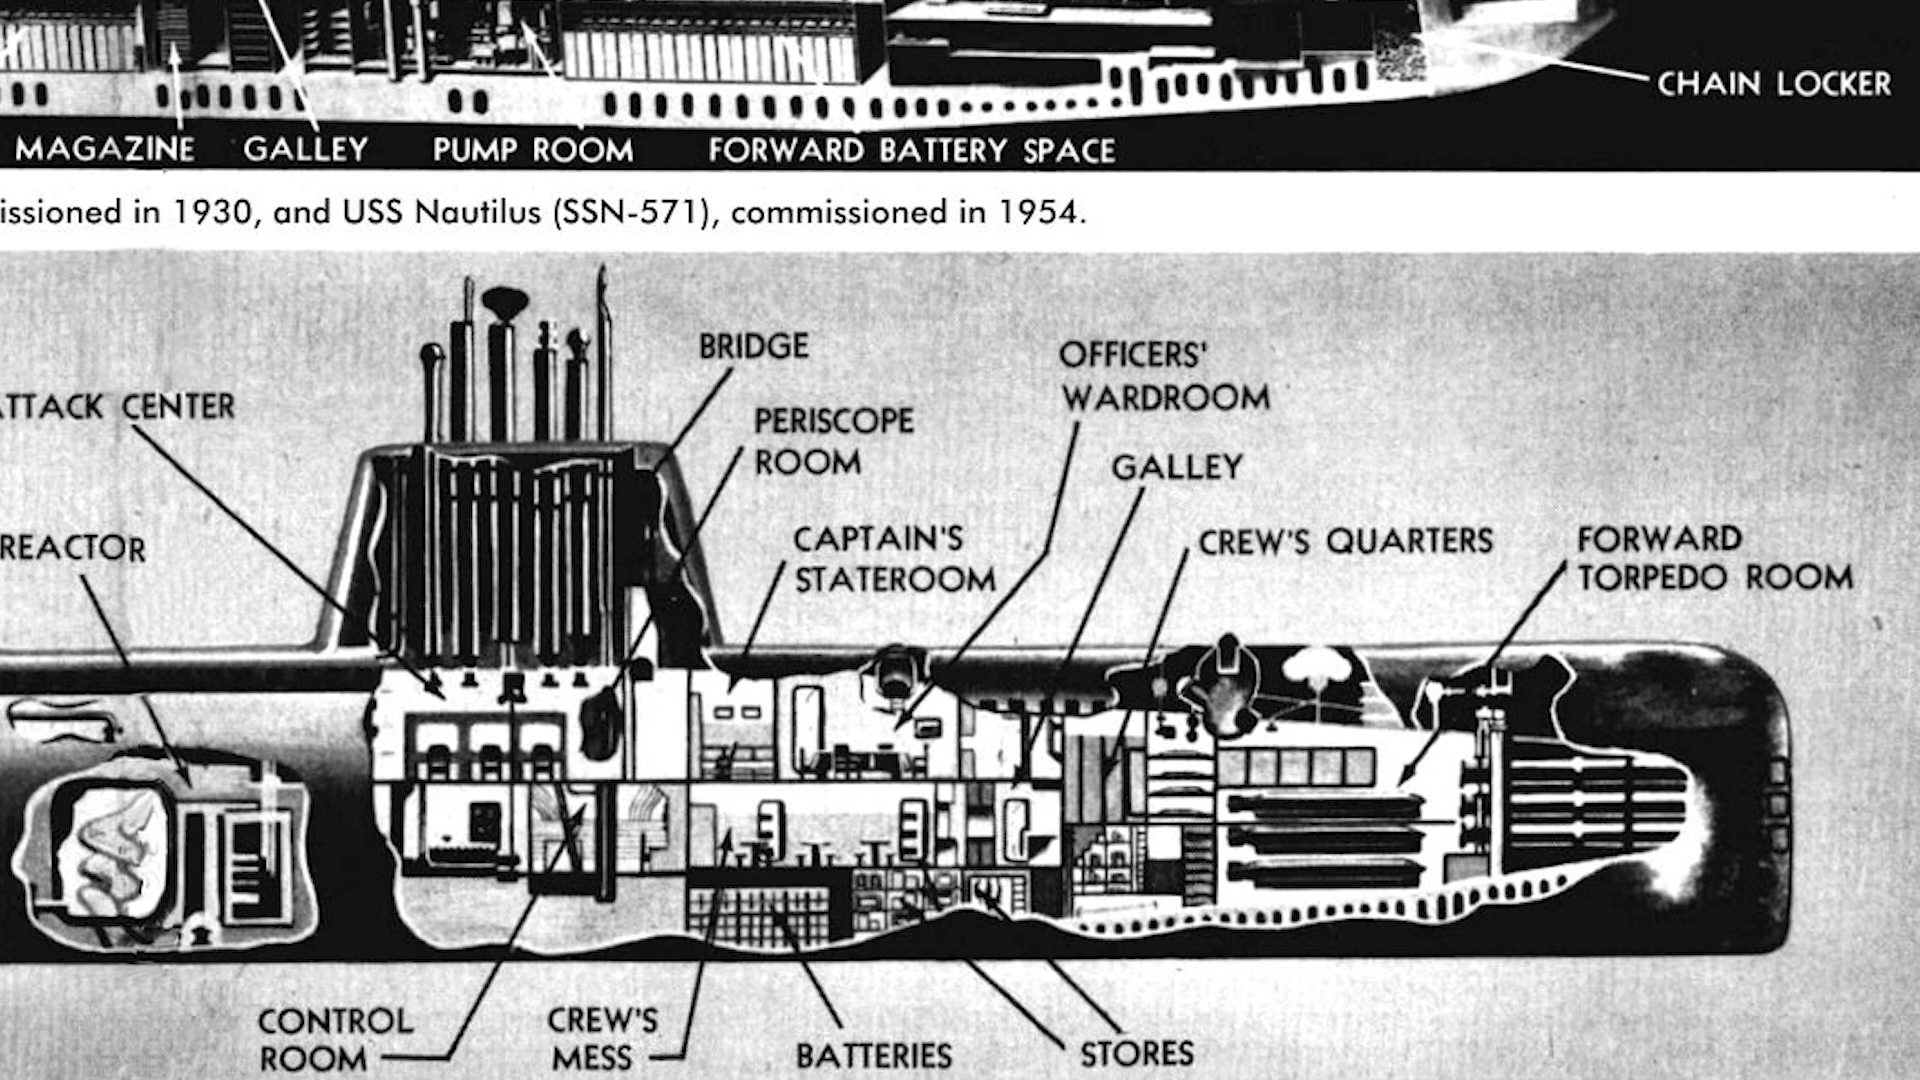 CHAIN LOCKER
MAGAZINE GALLEY PUMP ROOM FORWARD BATTERY SPACE
issioned in 1930, and USS Nautilus (SSN-571), commissioned in 1954.
BRIDGE
OFFICERS'
WARDROOM
ATTACK CENTER
PERISCOPE
ROOM
GALLEY
REACTOR
CAPTAIN'S
STATEROOM
CREW'S QUARTERS
FORWARD
TORPEDO ROOM
CONTROL
ROOM
CREW'S
MESS
BATTERIES
STORES